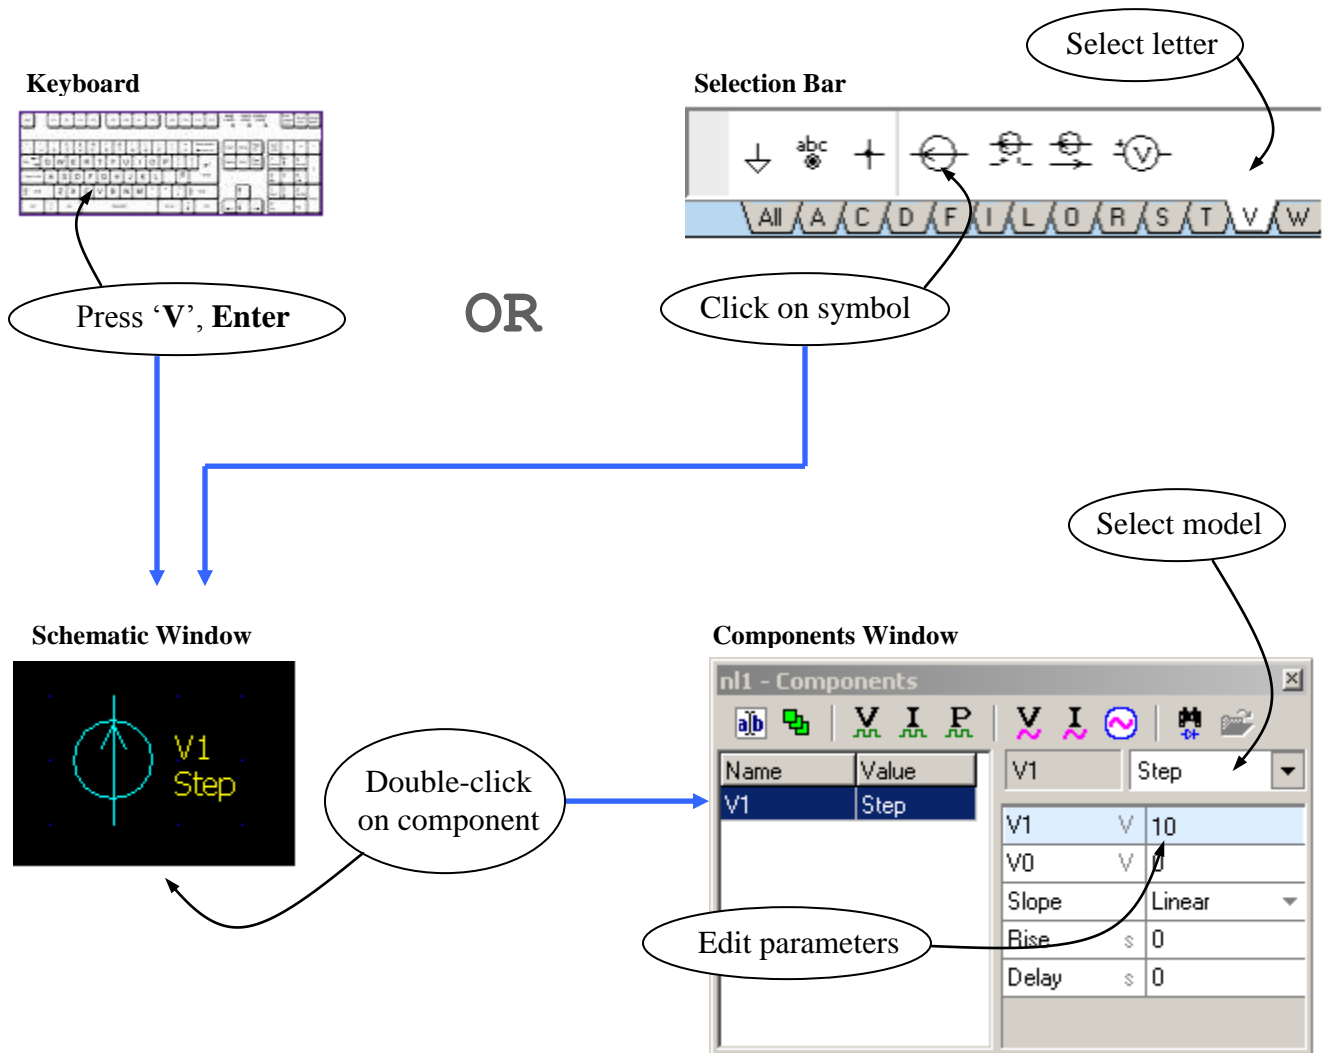 Select letter
Keyboard
Selection Bar
abc
V
All A C D F I L O R S T V W
Press ‘V’, Enter
OR
Click on symbol
Select model
Schematic Window
Components Window
nl1 - Components
V1
Step
a b V I P V I
Name Value
V1 Step
V1 Step
Double-click
on component
V1 V 10
V0 V 0
Slope Linear
Rise s 0
Delay s 0
Edit parameters